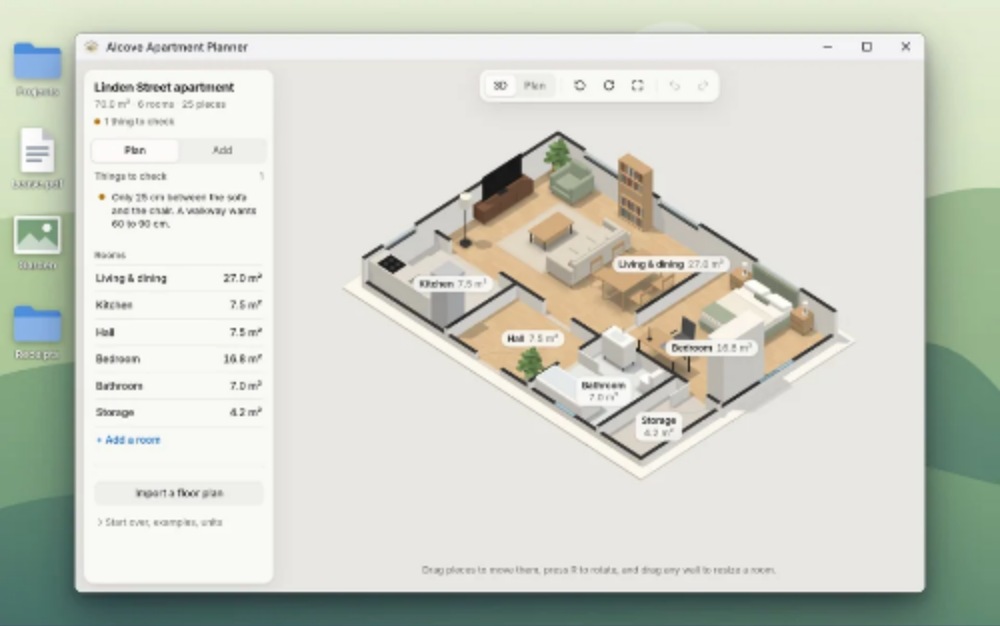 Alcove Apartment Planner
Projects
Garden
Receipts
Linden Street apartment
70.0 m² 6 rooms 25 pieces
1 thing to check
Plan
Add
Things to check
1
Only 25 cm between the sofa
and the chair. A walkway wants
60 to 90 cm.
Rooms
Living & dining 27.0 m²
Kitchen 7.5 m²
Hall 7.5 m²
Bedroom 16.8 m²
Bathroom 7.0 m²
Storage 4.2 m²
+ Add a room
Import a floor plan
Start over, examples, units
3D
Plan
Living & dining 27.0 m²
Kitchen 7.5 m²
Hall 7.5 m²
Bedroom 16.8 m²
Bathroom
7.0 m²
Storage
4.2 m²
Drag pieces to move them, press R to rotate, and drag any wall to resize a room.